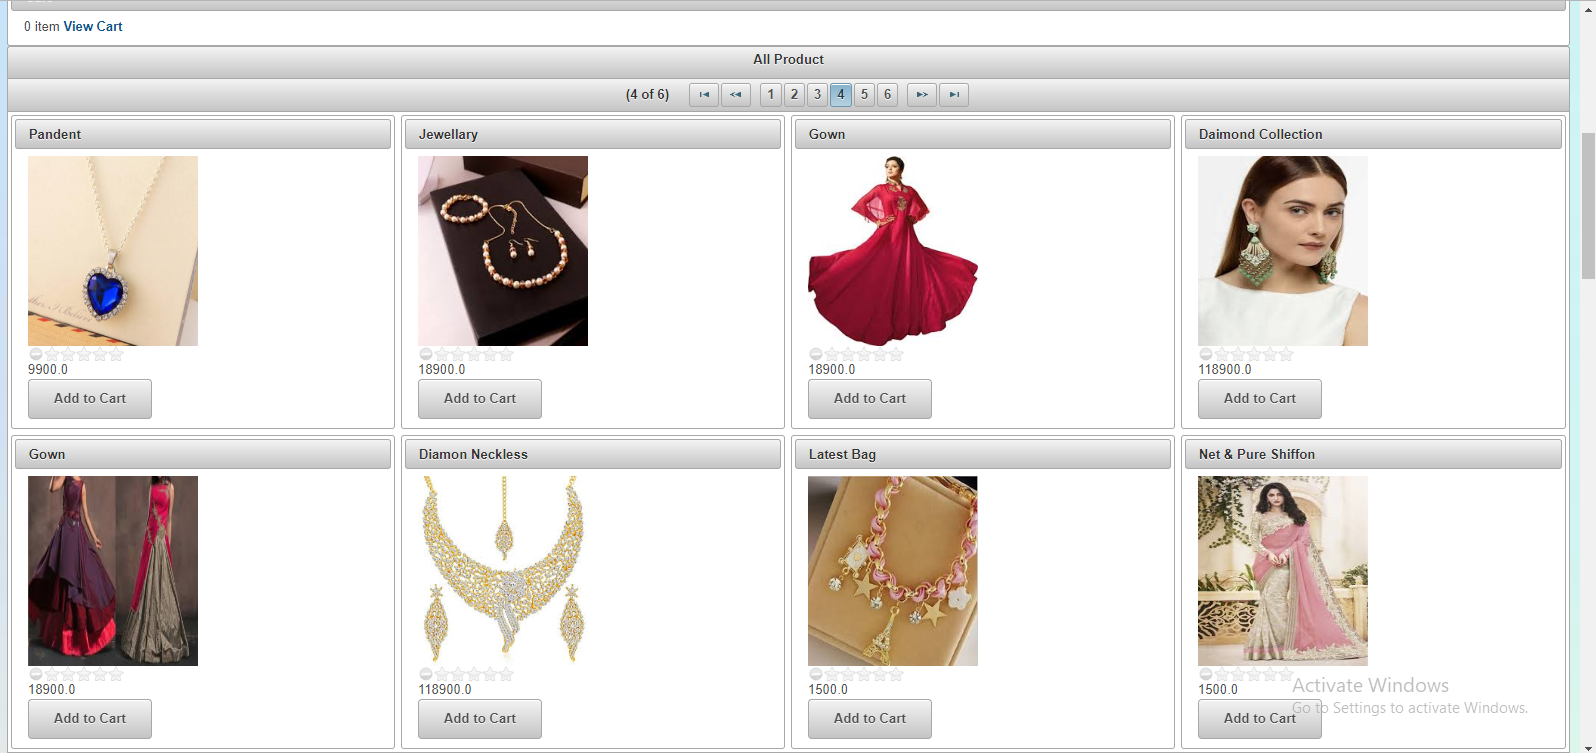 0 item View Cart
All Product
(4 of 6) 1 2 3 4 5 6
Pandent
Jewellary
Gown
Daimond Collection
9900.0
18900.0
18900.0
118900.0
Add to Cart
Add to Cart
Add to Cart
Add to Cart
Gown
Diamon Neckless
Latest Bag
Net & Pure Shiffon
18900.0
118900.0
1500.0
1500.0
Add to Cart
Add to Cart
Add to Cart
Add to Cart
Activate Windows
Go to Settings to activate Windows.